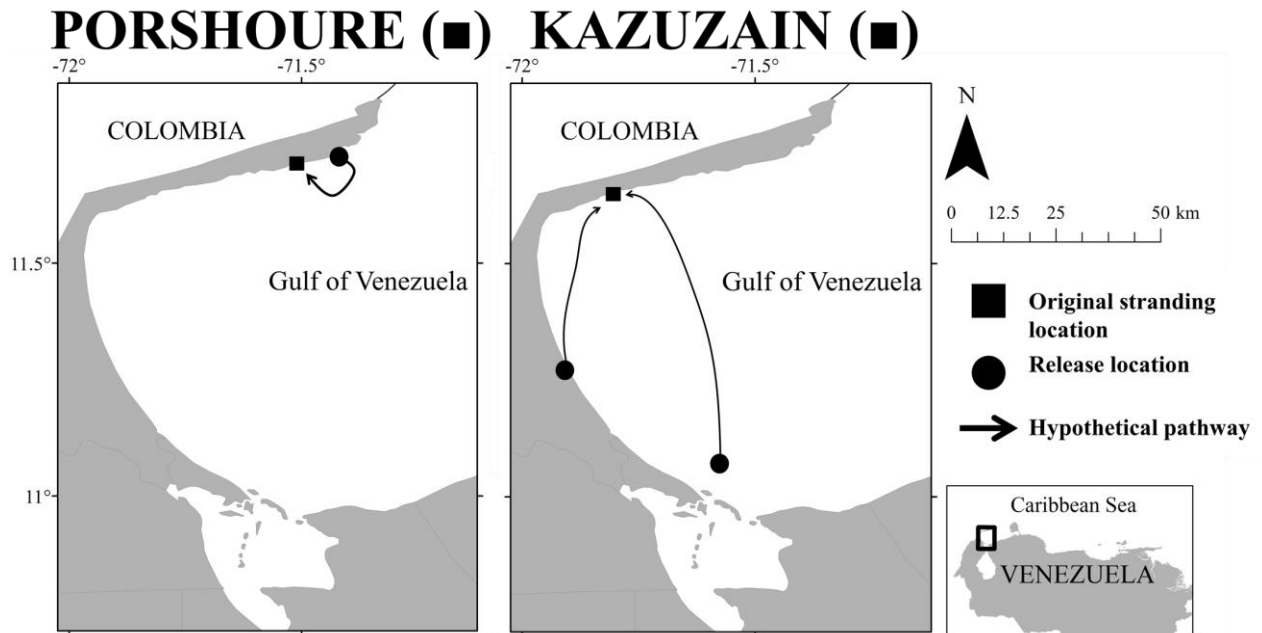 PORSHOURE (■) KAZUZAIN (■)
-72 -71.5 -72 -71.5
COLOMBIA COLOMBIA
N
0 12.5 25 50 km
11.5°
Gulf of Venezuela Gulf of Venezuela
Original stranding
location
Release location
Hypothetical pathway
11°
Caribbean Sea
VENEZUELA